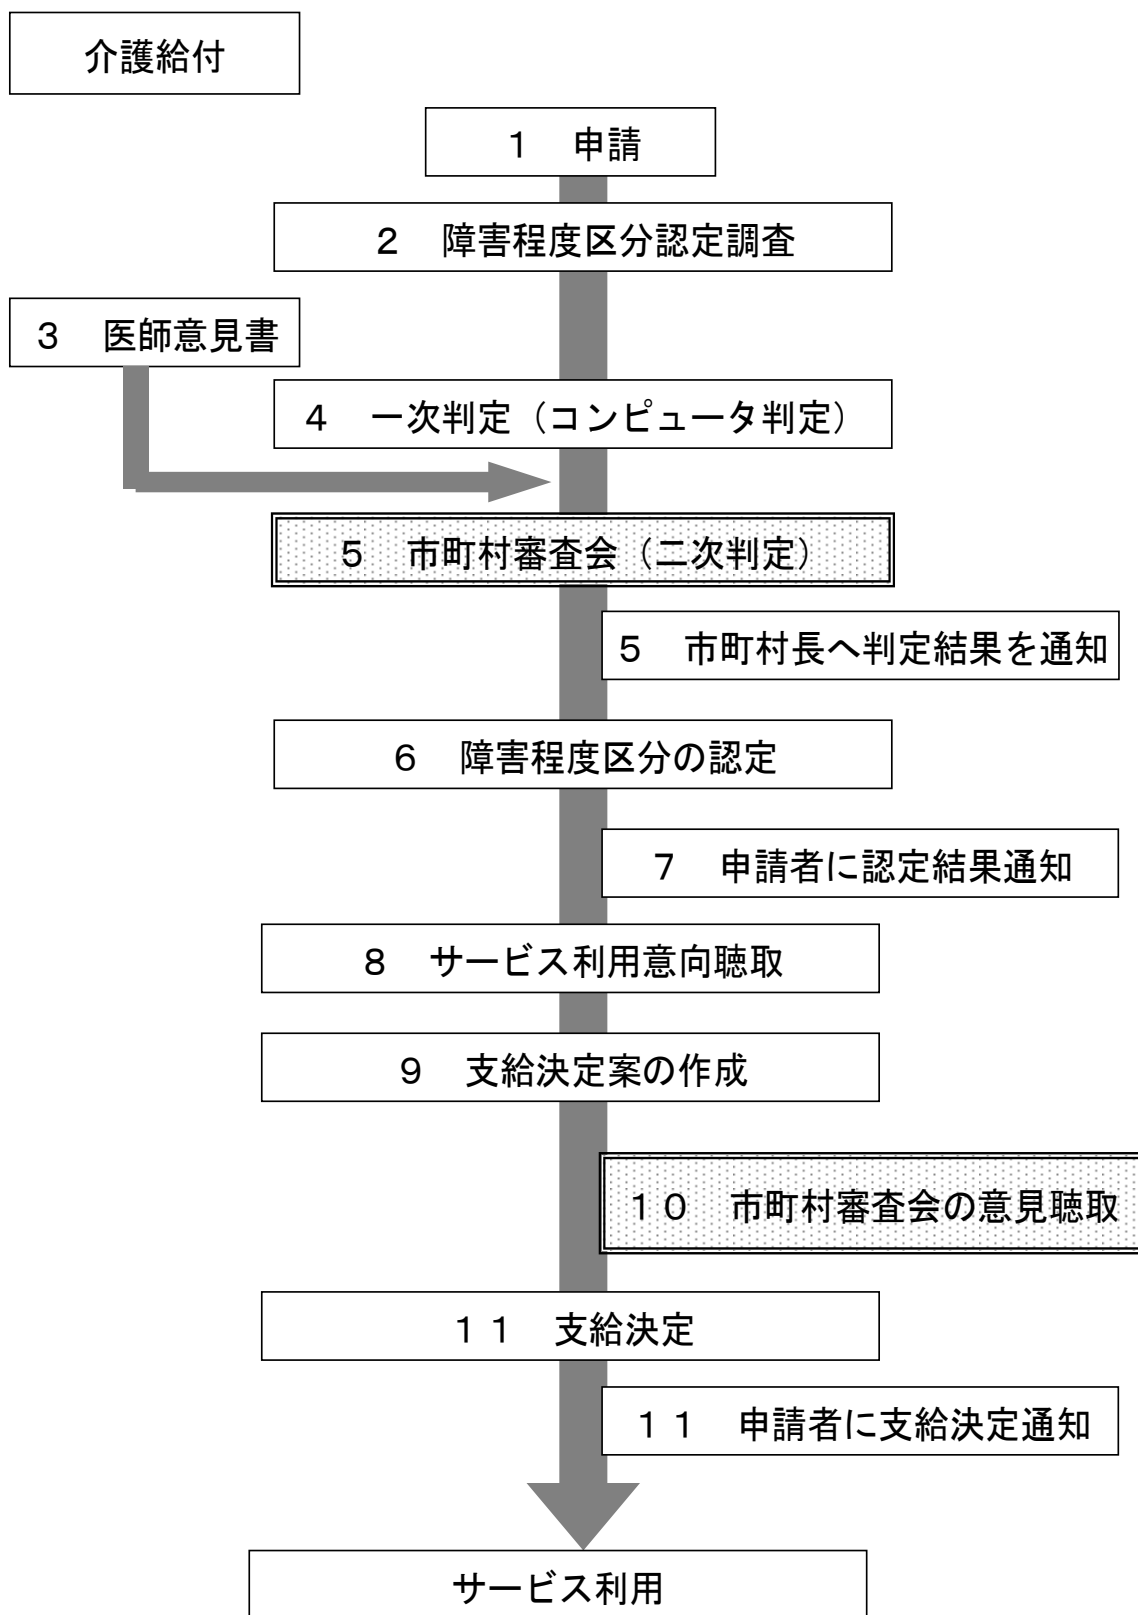 介護給付
１　申請
２　障害程度区分認定調査
３　医師意見書
４　一次判定（コンピュータ判定）
５　市町村審査会（二次判定）
５　市町村長へ判定結果を通知
６　障害程度区分の認定
７　申請者に認定結果通知
８　サービス利用意向聴取
９　支給決定案の作成
１０　市町村審査会の意見聴取
１１　支給決定
１１　申請者に支給決定通知
サービス利用